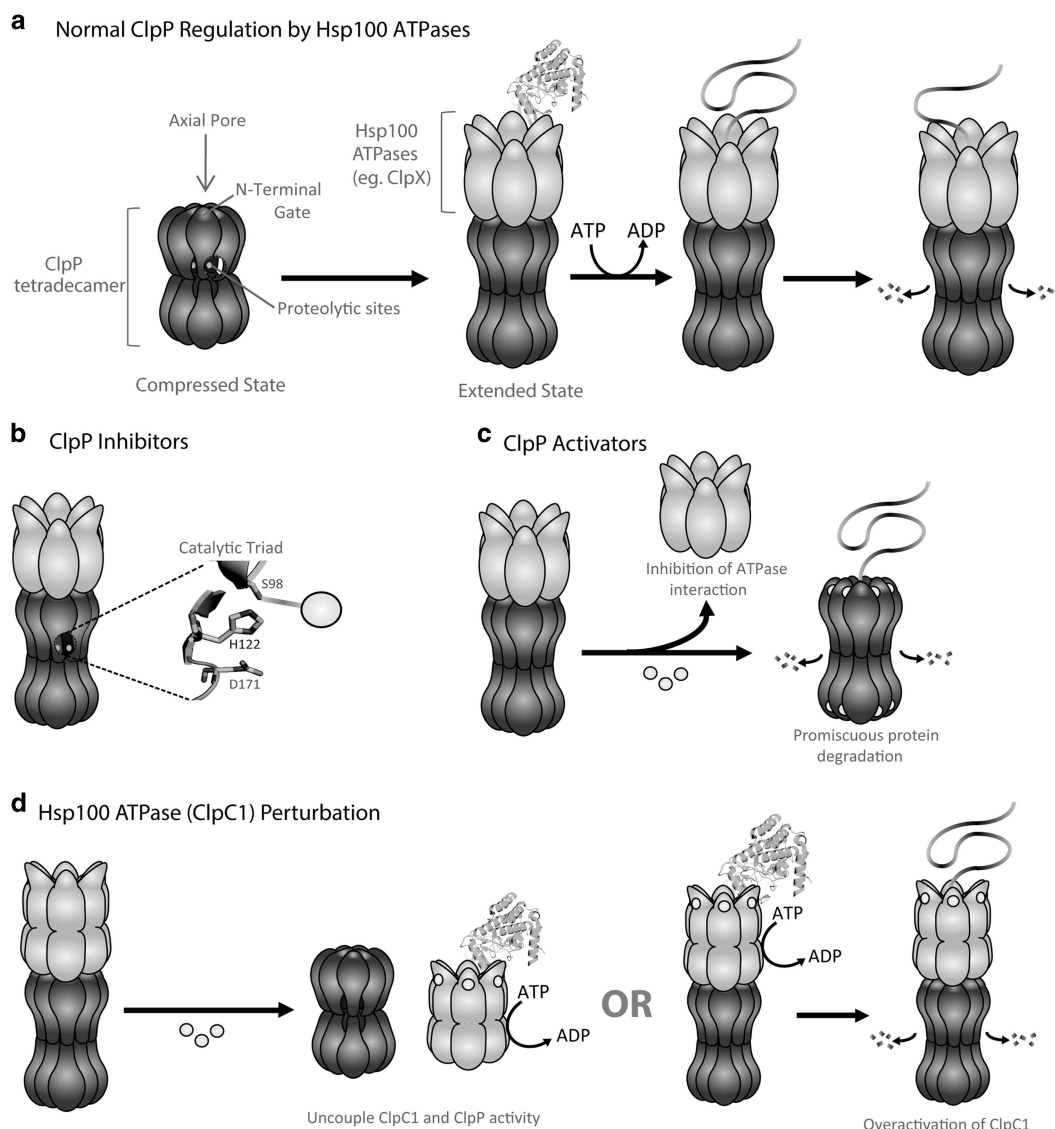 a Normal ClpP Regulation by Hsp100 ATPases
Axial Pore
N-Terminal
Gate
ClpP
tetradecamer
Proteolytic sites
Compressed State
Hsp100
ATPases
(eg. ClpX)
Extended State
ATP ADP
b ClpP Inhibitors
Catalytic Triad
S98
H122
D171
c ClpP Activators
Inhibition of ATPase
interaction
Promiscuous protein
degradation
d Hsp100 ATPase (ClpC1) Perturbation
ATP
ADP
Uncouple ClpC1 and ClpP activity
OR
ATP
ADP
Overactivation of ClpC1